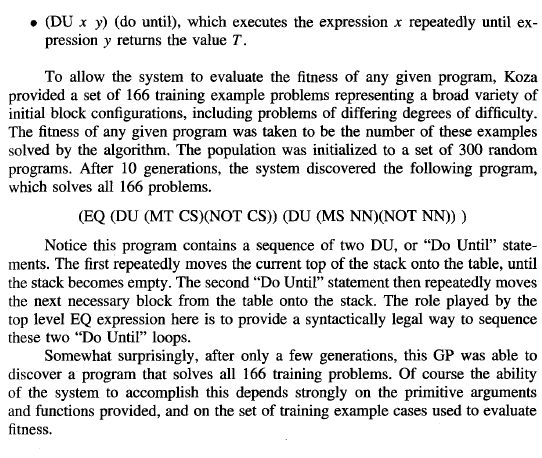 • (DU x y) (do until), which executes the expression x repeatedly until ex-
pression y returns the value T.
To allow the system to evaluate the fitness of any given program, Koza
provided a set of 166 training example problems representing a broad variety of
initial block configurations, including problems of differing degrees of difficulty.
The fitness of any given program was taken to be the number of these examples
solved by the algorithm. The population was initialized to a set of 300 random
programs. After 10 generations, the system discovered the following program,
which solves all 166 problems.
(EQ (DU (MT CS)(NOT CS)) (DU (MS NN)(NOT NN)) )
Notice this program contains a sequence of two DU, or “Do Until” state-
ments. The first repeatedly moves the current top of the stack onto the table, until
the stack becomes empty. The second “Do Until” statement then repeatedly moves
the next necessary block from the table onto the stack. The role played by the
top level EQ expression here is to provide a syntactically legal way to sequence
these two “Do Until” loops.
Somewhat surprisingly, after only a few generations, this GP was able to
discover a program that solves all 166 training problems. Of course the ability
of the system to accomplish this depends strongly on the primitive arguments
and functions provided, and on the set of training example cases used to evaluate
fitness.